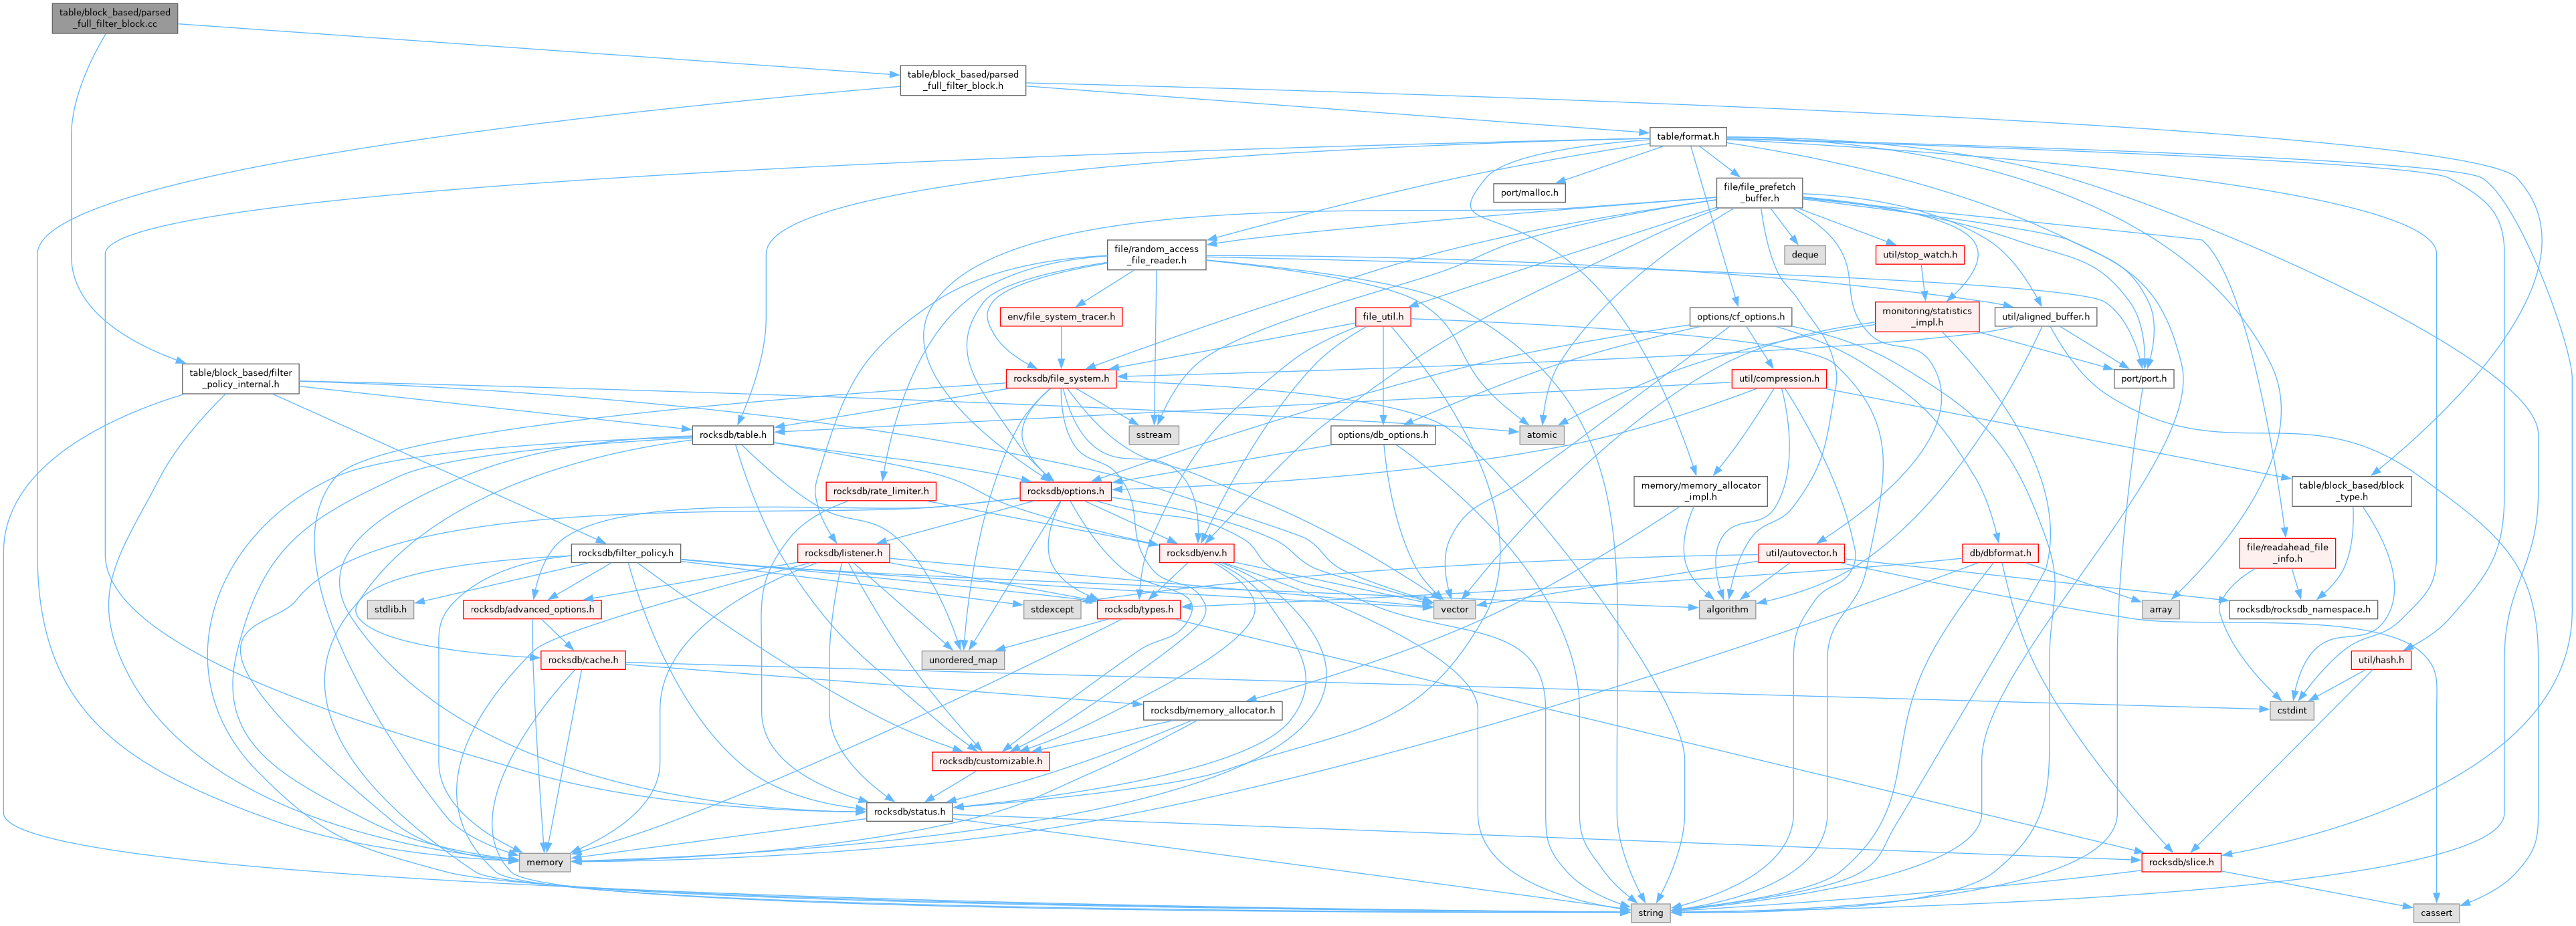 table/block_based/parsed
_full_filter_block.cc
table/block_based/parsed
_full_filter_block.h
table/format.h
port/malloc.h
file/file_prefetch
_buffer.h
file/random_access
_file_reader.h
deque
util/stop_watch.h
env/file_system_tracer.h
file_util.h
options/cf_options.h
monitoring/statistics
_impl.h
util/aligned_buffer.h
table/block_based/filter
_policy_internal.h
rocksdb/file_system.h
util/compression.h
port/port.h
rocksdb/table.h
sstream
options/db_options.h
atomic
rocksdb/rate_limiter.h
rocksdb/options.h
memory/memory_allocator
_impl.h
table/block_based/block
_type.h
rocksdb/filter_policy.h
rocksdb/listener.h
rocksdb/env.h
util/autovector.h
db/dbformat.h
file/readahead_file
_info.h
stdlib.h
rocksdb/advanced_options.h
stdexcept
rocksdb/types.h
vector
algorithm
array
rocksdb/rocksdb_namespace.h
rocksdb/cache.h
unordered_map
util/hash.h
rocksdb/memory_allocator.h
cstdint
rocksdb/customizable.h
rocksdb/status.h
memory
rocksdb/slice.h
string
cassert